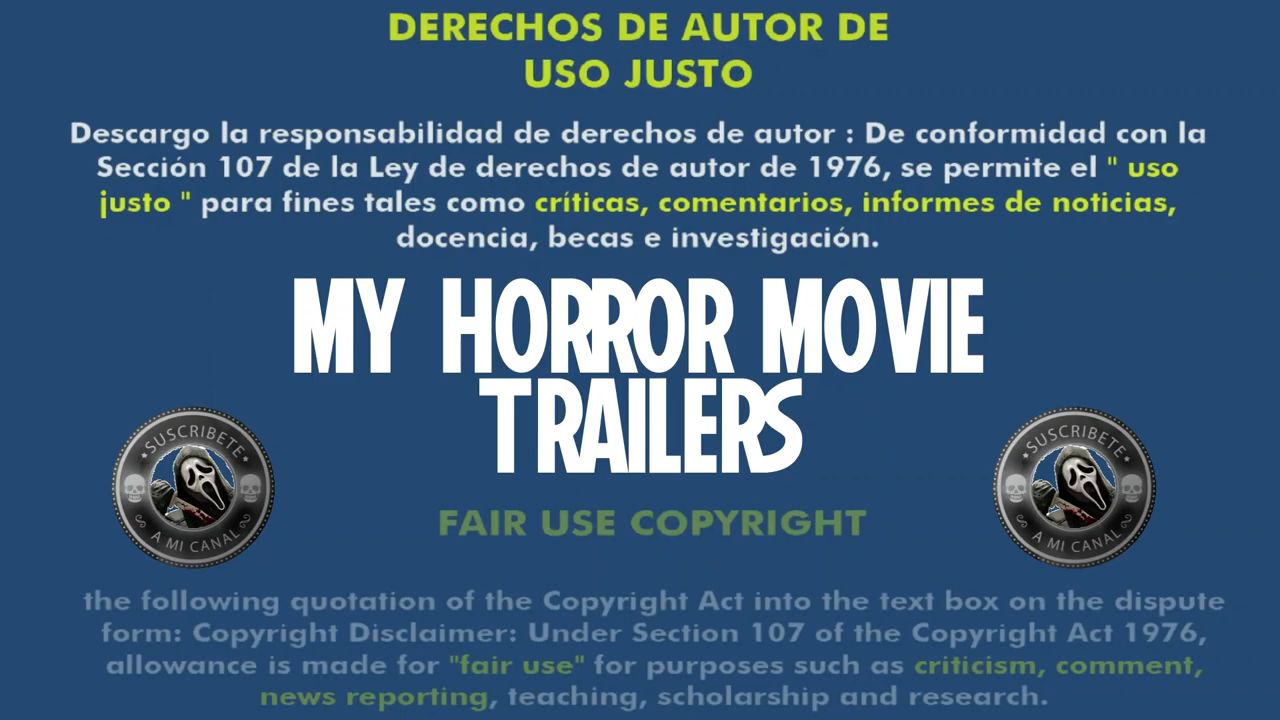 DERECHOS DE AUTOR DE
USO JUSTO
Descargo la responsabilidad de derechos de autor : De conformidad con la
Sección 107 de la Ley de derechos de autor de 1976, se permite el " uso
justo " para fines tales como críticas, comentarios, informes de noticias,
docencia, becas e investigación.
MY HORROR MOVIE
TRAILERS
SUSCRIBETE
A MI CANAL
SUSCRIBETE
A MI CANAL
FAIR USE COPYRIGHT
the following quotation of the Copyright Act into the text box on the dispute
form: Copyright Disclaimer: Under Section 107 of the Copyright Act 1976,
allowance is made for "fair use" for purposes such as criticism, comment,
news reporting, teaching, scholarship and research.